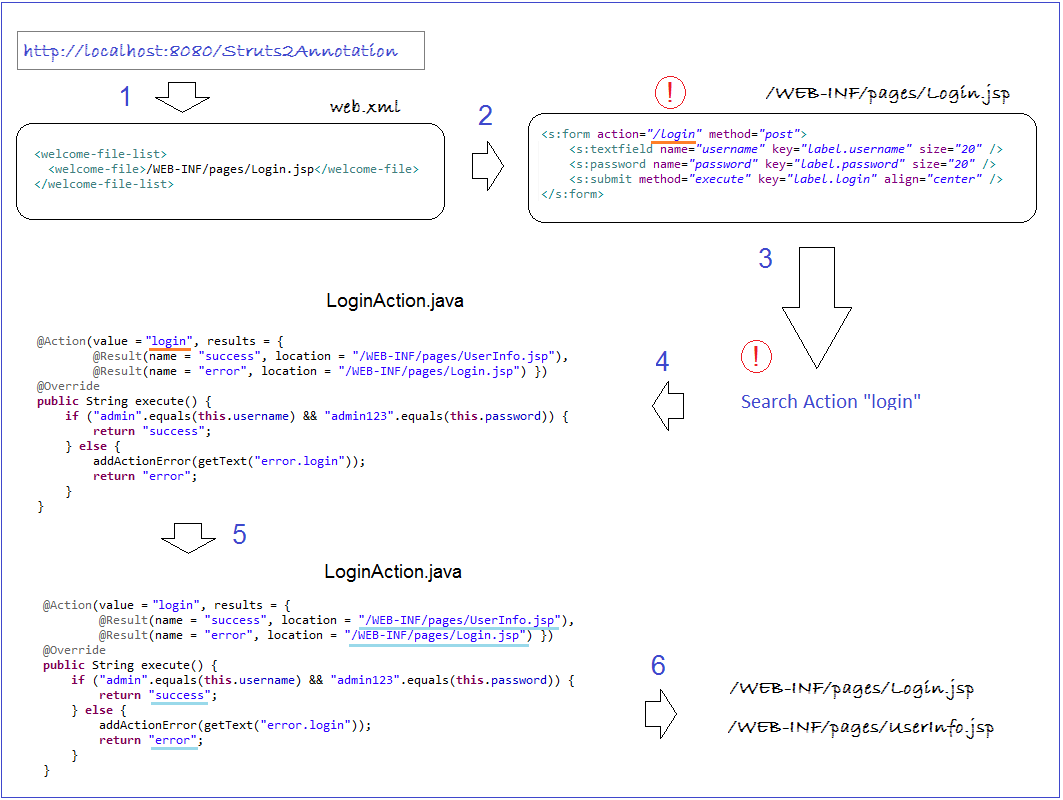 http://localhost:8080/Struts2Annotation
1
web.xml
<welcome-file-list>
<welcome-file>/WEB-INF/pages/Login.jsp</welcome-file>
</welcome-file-list>
2
!
/WEB-INF/pages/Login.jsp
<s:form action="/login" method="post">
<s:textfield name="username" key="label.username" size="20" />
<s:password name="password" key="label.password" size="20" />
<s:submit method="execute" key="label.login" align="center" />
</s:form>
3
!
Search Action "login"
4
LoginAction.java
@Action(value = "login", results = {
@Result(name = "success", location = "/WEB-INF/pages/UserInfo.jsp"),
@Result(name = "error", location = "/WEB-INF/pages/Login.jsp") })
@Override
public String execute() {
if ("admin".equals(this.username) && "admin123".equals(this.password)) {
return "success";
} else {
addActionError(getText("error.login"));
return "error";
}
}
5
LoginAction.java
@Action(value = "login", results = {
@Result(name = "success", location = "/WEB-INF/pages/UserInfo.jsp"),
@Result(name = "error", location = "/WEB-INF/pages/Login.jsp") })
@Override
public String execute() {
if ("admin".equals(this.username) && "admin123".equals(this.password)) {
return "success";
} else {
addActionError(getText("error.login"));
return "error";
}
}
6
/WEB-INF/pages/Login.jsp
/WEB-INF/pages/UserInfo.jsp